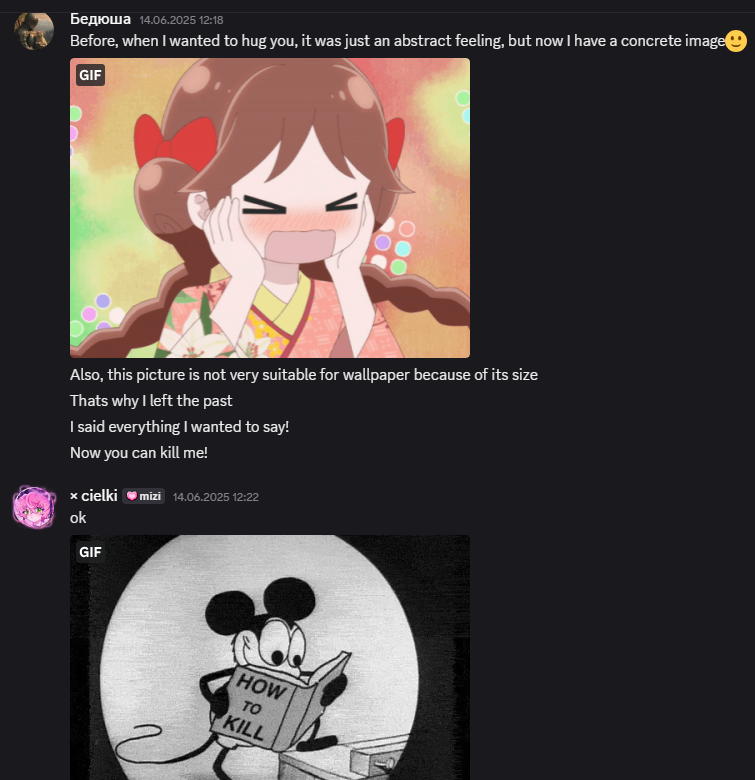 Бедюша 14.06.2025 12:18
Before, when I wanted to hug you, it was just an abstract feeling, but now I have a concrete image🙂
GIF
Also, this picture is not very suitable for wallpaper because of its size
Thats why I left the past
I said everything I wanted to say!
Now you can kill me!
× cielki mizi 14.06.2025 12:22
ok
GIF
HOW
TO
KILL